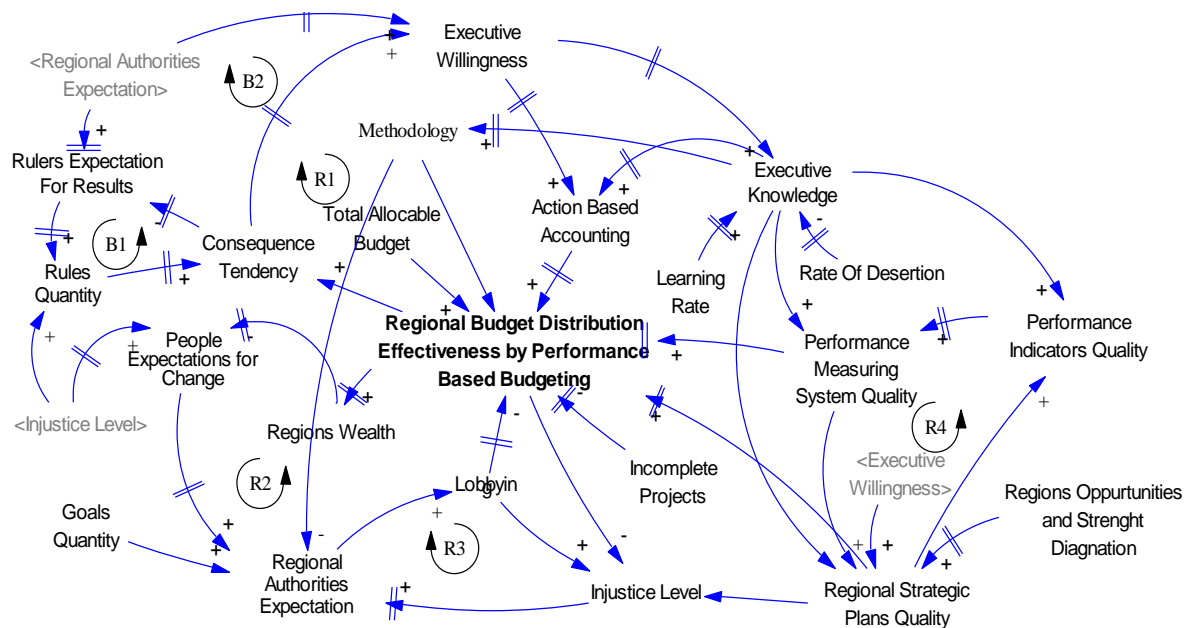 Executive
Willingness
<Regional Authorities
Expectation>
B2
Methodology
Rulers Expectation
For Results
R1
Executive
Knowledge
Total Allocable
Budget
Action Based
Accounting
B1
Consequence
Tendency
Rules
Quantity
Learning
Rate
Rate Of Desertion
Regional Budget Distribution
Effectiveness by Performance
Based Budgeting
People
Expectations for
Change
Performance
Measuring
System Quality
Performance
Indicators Quality
<Injustice Level>
Regions Wealth
R4
R2
Lobbyin
g
Incomplete
Projects
<Executive
Willingness>
Regions Oppurtunities
and Strenght
Diagnation
Goals
Quantity
R3
Regional
Authorities
Expectation
Injustice Level
Regional Strategic
Plans Quality